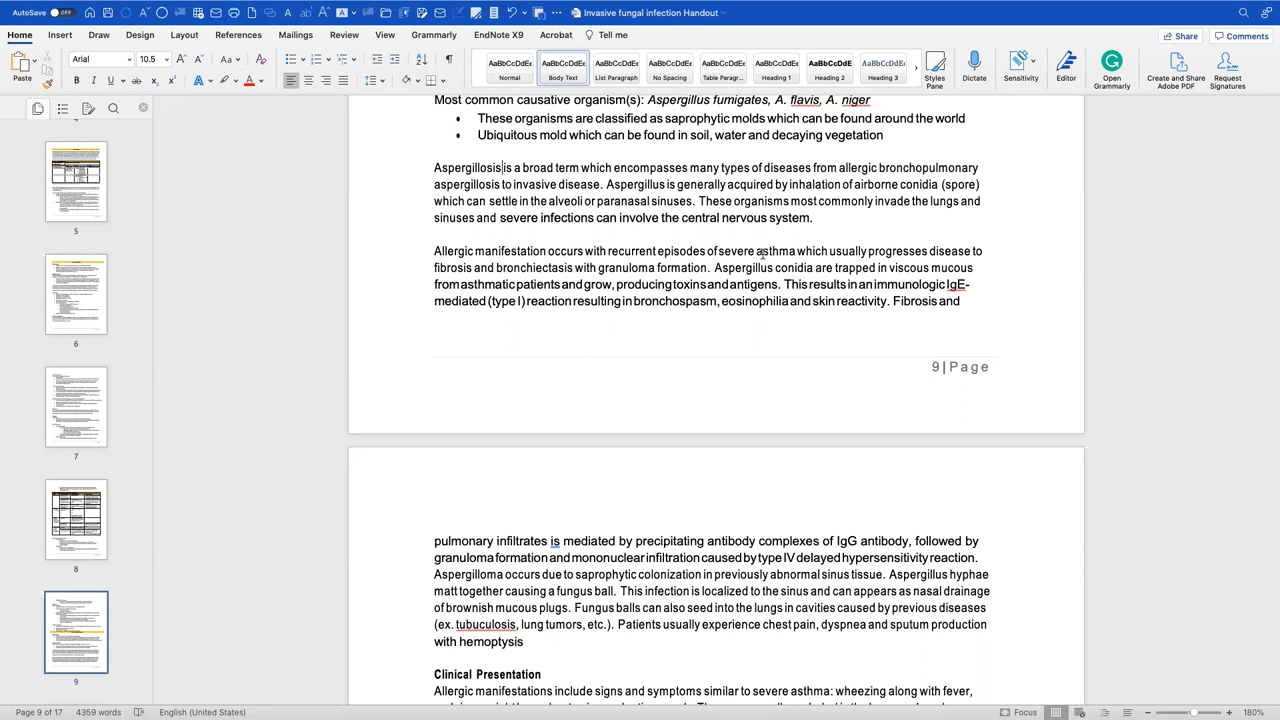 AutoSave OFF Invasive fungal infection Handout
Home Insert Draw Design Layout References Mailings Review View Grammarly EndNote X9 Acrobat Tell me Share Comments
Paste Arial 10.5
AaBbCcDdEe AaBbCcDdEe AaBbCcDdEe AaBbCcDdEe AaBbCcDdEe AaBbCcDdEe AaBbCcDdEe AaBbCcDdEe
Normal Body Text List Paragraph No Spacing Table Paragr... Heading 1 Heading 2 Heading 3 Styles Pane Dictate Sensitivity Editor Open Grammarly Create and Share Adobe PDF Request Signatures
5
6
7
8
9
Most common causative organism(s): Aspergillus fumigates, A. flavis, A. niger
• These organisms are classified as saprophytic molds which can be found around the world
• Ubiquitous mold which can be found in soil, water and decaying vegetation
Aspergillosis is a broad term which encompasses many types of diseases from allergic bronchopulmonary
aspergillosis to invasive disease. Aspergillus is generally acquired by inhalation of airborne conidia (spore)
which can settle in the alveoli or paranasal sinuses. These organisms most commonly invade the lungs and
sinuses and severe infections can involve the central nervous system.
Allergic manifestation occurs with recurrent episodes of severe asthma which usually progresses disease to
fibrosis and bronchiectasis with granuloma formation. Aspergillus conidia are trapped in viscous mucous
from asthmatic patients and grow, producing toxins and antigens. This results in an immunologic IgE-
mediated (type I) reaction resulting in bronchospasm, eosinophilia and skin reactivity. Fibrosis and
9 | P a g e
pulmonary infiltrates is mediated by precipitating antibody complexes of IgG antibody, followed by
granuloma formation and mononuclear infiltration caused by type IV delayed hypersensitivity reaction.
Aspergilloma occurs due to saprophytic colonization in previously abnormal sinus tissue. Aspergillus hyphae
matt together causing a fungus ball. This infection is localized to the sinus and can appears as nasal drainage
of brownish mucus plugs. Fungus balls can also seed into the lungs in cavities caused by previous diseases
(ex. tubuculosis, lung tumors, etc.). Patients usually experience chest pain, dyspnea and sputum production
with hemoptysis.
Clinical Presentation
Allergic manifestations include signs and symptoms similar to severe asthma: wheezing along with fever,
Page 9 of 17 4359 words English (United States) Focus 180%